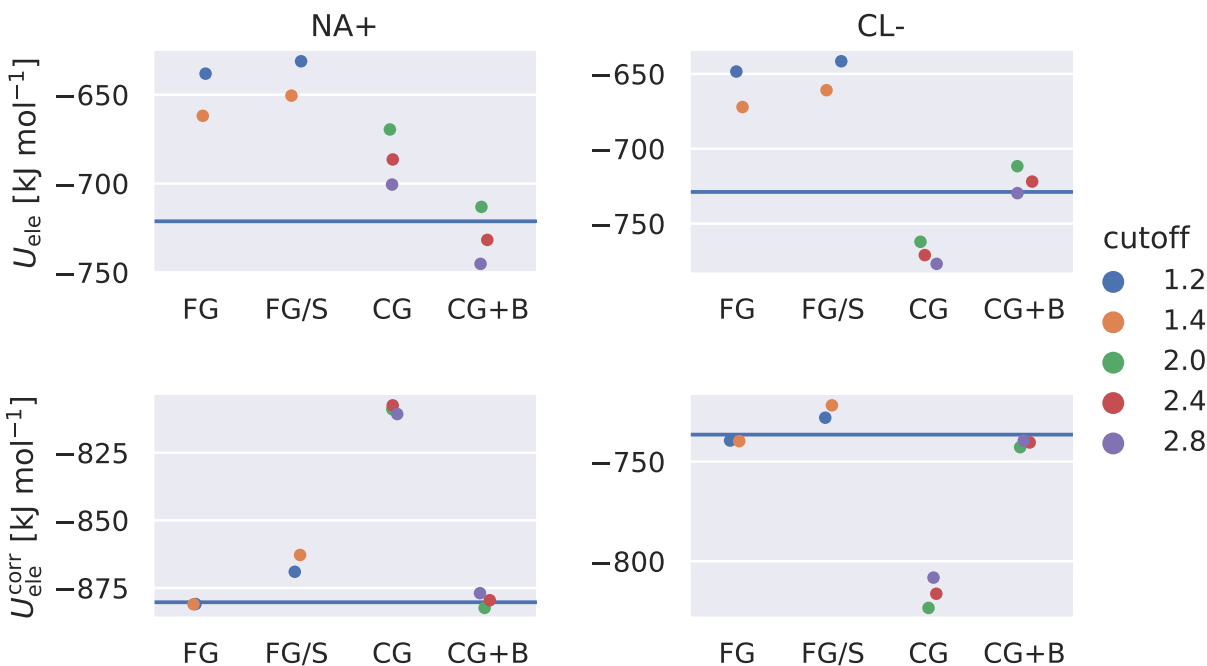 NA+
CL-
U_ele [kJ mol⁻¹]
−650
−700
−750
FG FG/S CG CG+B
−650
−700
−750
FG FG/S CG CG+B
cutoff
1.2
1.4
2.0
2.4
2.8
U_ele^corr [kJ mol⁻¹]
−825
−850
−875
FG FG/S CG CG+B
−750
−800
FG FG/S CG CG+B